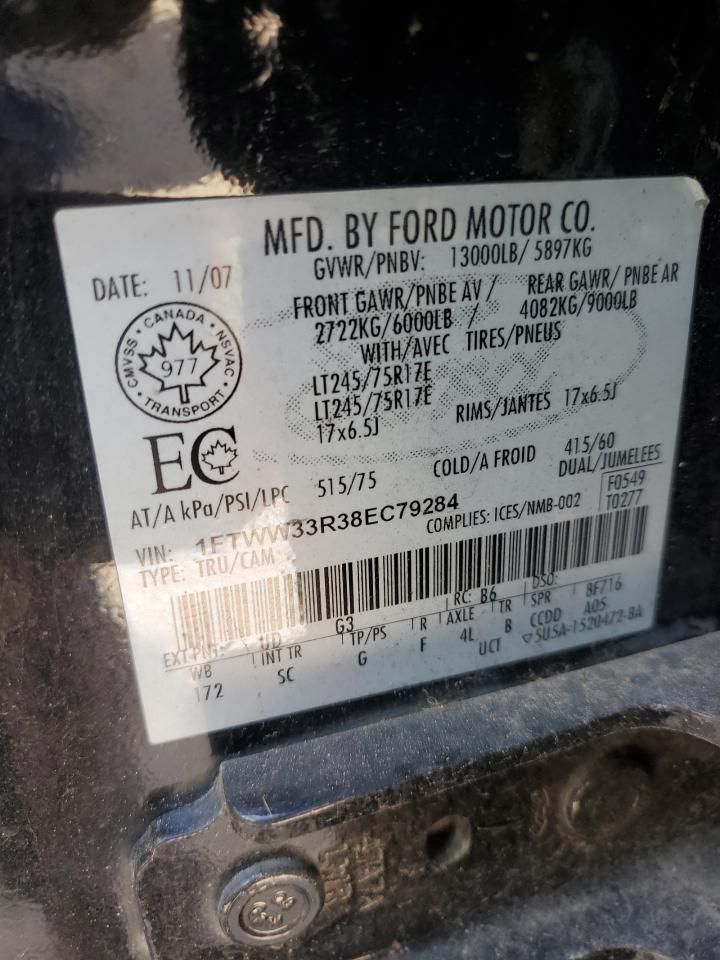 MFD. BY FORD MOTOR CO.
DATE: 11/07
GVWR/PNBV: 13000LB/ 5897KG
FRONT GAWR/PNBE AV / REAR GAWR/ PNBE AR
2722KG/6000LB / 4082KG/9000LB
WITH/AVEC TIRES/PNEUS
LT245/75R17E
LT245/75R17E RIMS/JANTES 17x6.5J
17x6.5J
CANADA
CMVSS • NSVAC
977
TRANSPORT
EC
AT/A kPa/PSI/LPC 515/75 COLD/A FROID 415/60
DUAL/JUMELEES
VIN: 1FTWW33R38EC79284 COMPLIES: ICES/NMB-002
F0549
T0277
TYPE: TRU/CAM
EXT PNT: UD G3 RC: B6 DSO:
WB INT TR TP/PS R AXLE TR SPR 8F716
172 SC G F 4L B CCDD A05
UCT 5U5A-1520472-BA